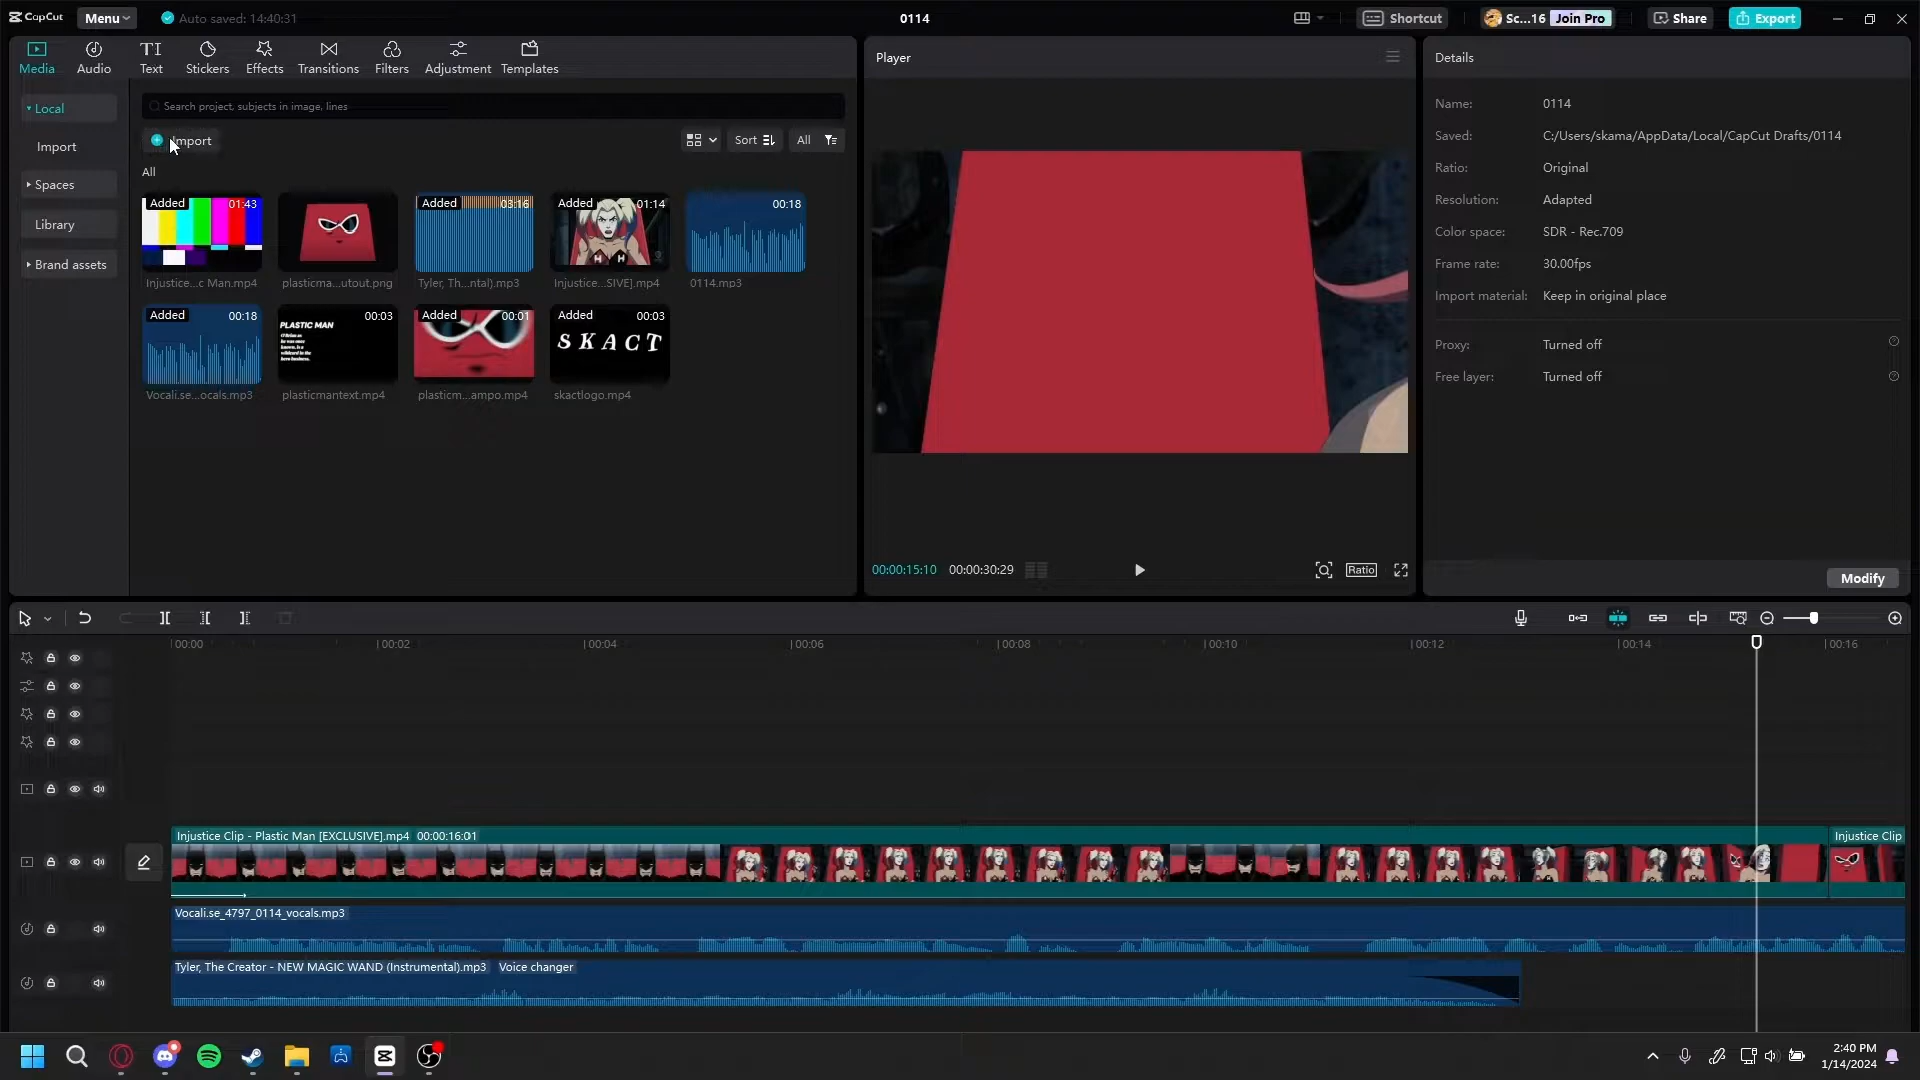 CapCut
Menu
Auto saved: 14:40:31
0114
Shortcut
Sc...16
Join Pro
Share
Export
Media
Audio
TI
Text
Stickers
Effects
Transitions
Filters
Adjustment
Templates
Player
Details
Local
Import
Spaces
Library
Brand assets
Search project, subjects in image, lines
Import
Sort
All
All
Added
01:43
Injustice...c Man.mp4
plasticma...utout.png
Added
03:16
Tyler, Th...ntal).mp3
Added
01:14
H H
Injustice...SIVE].mp4
00:18
0114.mp3
Added
00:18
Vocali.se...ocals.mp3
PLASTIC MAN
00:03
plasticmantext.mp4
Added
00:01
plasticm...ampo.mp4
Added
00:03
SKACT
skactlogo.mp4
00:00:15:10
00:00:30:29
Ratio
Name: 0114
Saved: C:/Users/skama/AppData/Local/CapCut Drafts/0114
Ratio: Original
Resolution: Adapted
Color space: SDR - Rec.709
Frame rate: 30.00fps
Import material: Keep in original place
Proxy: Turned off
Free layer: Turned off
Modify
00:00
00:02
00:04
00:06
00:08
00:10
00:12
00:14
00:16
Injustice Clip - Plastic Man [EXCLUSIVE].mp4 00:00:16:01
Injustice Clip
Vocali.se_4797_0114_vocals.mp3
Tyler, The Creator - NEW MAGIC WAND (Instrumental).mp3 Voice changer
2:40 PM
1/14/2024